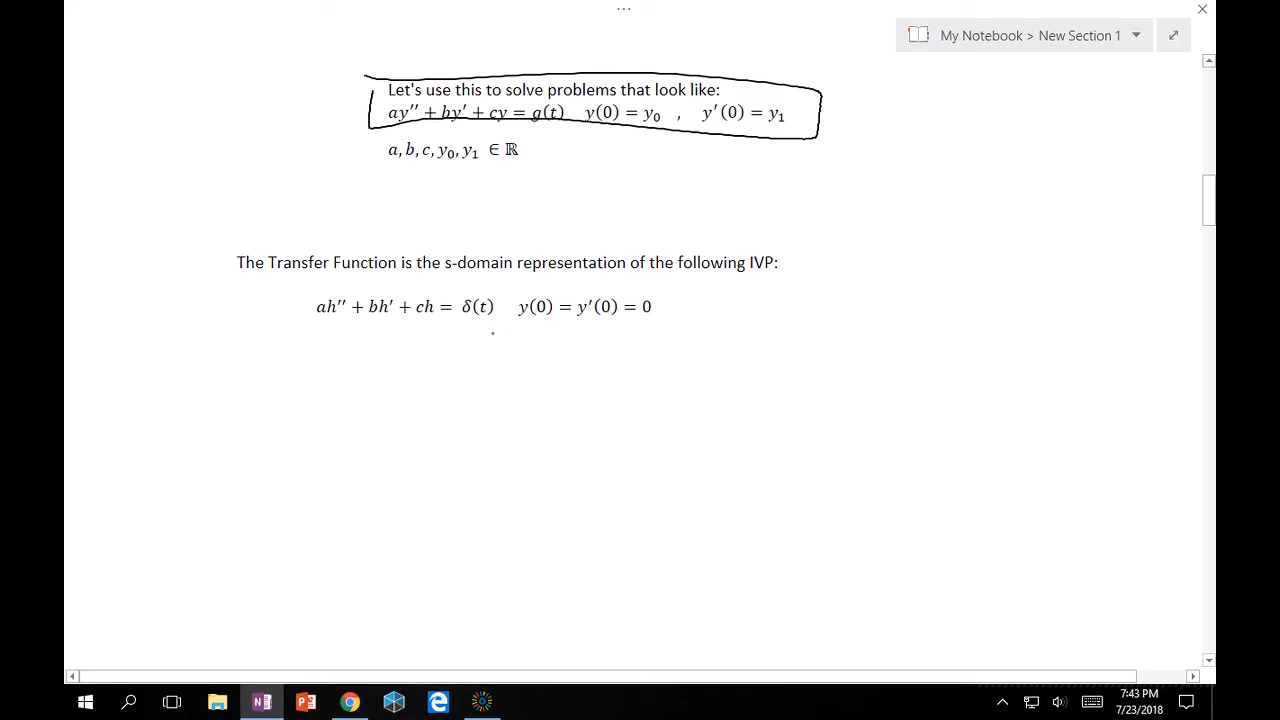 ...
My Notebook > New Section 1
Let's use this to solve problems that look like:
ay′′ + by′ + cy = g(t)   y(0) = y₀   ,   y′(0) = y₁
a, b, c, y₀, y₁ ∈ ℝ
The Transfer Function is the s-domain representation of the following IVP:
ah′′ + bh′ + ch = δ(t)   y(0) = y′(0) = 0
7:43 PM
7/23/2018